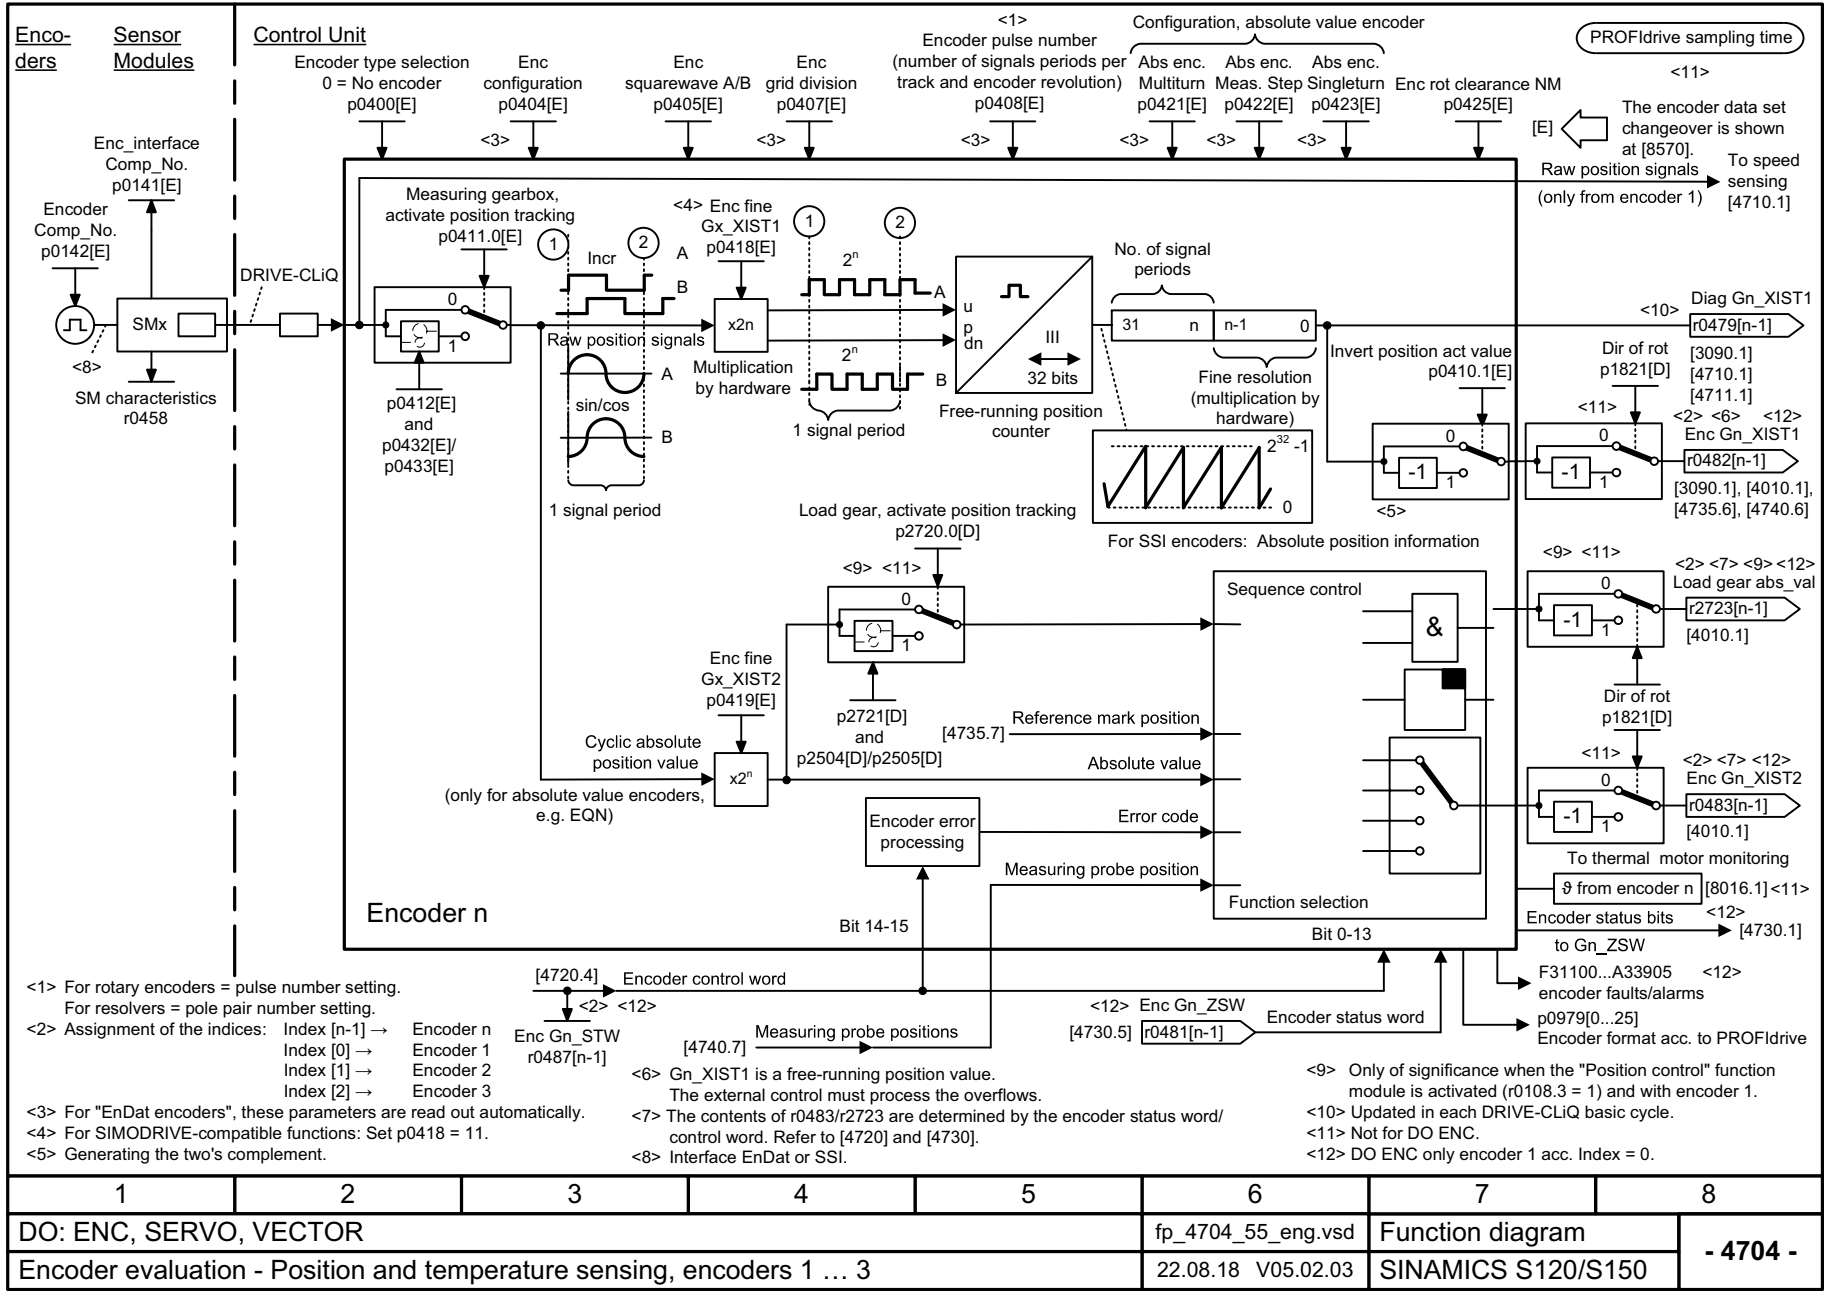 Enco-
ders
Sensor
Modules
Control Unit
Encoder type selection
0 = No encoder
p0400[E]
Enc
configuration
p0404[E]
<3>
Enc
squarewave A/B
p0405[E]
Enc
grid division
p0407[E]
<3>
<1>
Encoder pulse number
(number of signals periods per
track and encoder revolution)
p0408[E]
<3>
Configuration, absolute value encoder
Abs enc.
Multiturn
p0421[E]
<3>
Abs enc.
Meas. Step
p0422[E]
<3>
Abs enc.
Singleturn
p0423[E]
<3>
Enc rot clearance NM
p0425[E]
PROFIdrive sampling time
<11>
[E]
The encoder data set
changeover is shown
at [8570].
Raw position signals
(only from encoder 1)
To speed
sensing
[4710.1]
Enc_interface
Comp_No.
p0141[E]
Encoder
Comp_No.
p0142[E]
SMx
<8>
SM characteristics
r0458
DRIVE-CLiQ
Measuring gearbox,
activate position tracking
p0411.0[E]
0
1
p0412[E]
and
p0432[E]/
p0433[E]
1
2
Incr
A
B
Raw position signals
A
sin/cos
B
1 signal period
<4> Enc fine
Gx_XIST1
p0418[E]
x2n
Multiplication
by hardware
1
2
2ⁿ
A
2ⁿ
B
1 signal period
u
p
dn
III
32 bits
Free-running position
counter
No. of signal
periods
31 n n-1 0
Fine resolution
(multiplication by
hardware)
2³² -1
0
For SSI encoders: Absolute position information
Diag Gn_XIST1
<10> r0479[n-1]
[3090.1]
[4710.1]
[4711.1]
Invert position act value
p0410.1[E]
0
-1
1
<5>
Dir of rot
p1821[D]
<11>
0
-1
1
<2> <6> <12>
Enc Gn_XIST1
r0482[n-1]
[3090.1], [4010.1],
[4735.6], [4740.6]
Load gear, activate position tracking
p2720.0[D]
<9> <11>
0
1
p2721[D]
and
p2504[D]/p2505[D]
Enc fine
Gx_XIST2
p0419[E]
x2ⁿ
Cyclic absolute
position value
(only for absolute value encoders,
e.g. EQN)
Sequence control
&
Function selection
[4735.7] Reference mark position
Absolute value
Encoder error
processing
Error code
Measuring probe position
<9> <11>
0
-1
1
<2> <7> <9> <12>
Load gear abs_val
r2723[n-1]
[4010.1]
Dir of rot
p1821[D]
<11>
0
-1
1
<2> <7> <12>
Enc Gn_XIST2
r0483[n-1]
[4010.1]
To thermal motor monitoring
ϑ from encoder n [8016.1] <11>
Encoder status bits <12>
to Gn_ZSW
[4730.1]
Encoder n
Bit 14-15
Bit 0-13
F31100...A33905 <12>
encoder faults/alarms
p0979[0...25]
Encoder format acc. to PROFIdrive
[4720.4] Encoder control word
<2> <12>
Enc Gn_STW
r0487[n-1]
[4740.7] Measuring probe positions
<12> Enc Gn_ZSW
[4730.5] r0481[n-1] Encoder status word
<1> For rotary encoders = pulse number setting.
For resolvers = pole pair number setting.
<2> Assignment of the indices: Index [n-1] → Encoder n
Index [0] → Encoder 1
Index [1] → Encoder 2
Index [2] → Encoder 3
<3> For "EnDat encoders", these parameters are read out automatically.
<4> For SIMODRIVE-compatible functions: Set p0418 = 11.
<5> Generating the two's complement.
<6> Gn_XIST1 is a free-running position value.
The external control must process the overflows.
<7> The contents of r0483/r2723 are determined by the encoder status word/
control word. Refer to [4720] and [4730].
<8> Interface EnDat or SSI.
<9> Only of significance when the "Position control" function
module is activated (r0108.3 = 1) and with encoder 1.
<10> Updated in each DRIVE-CLiQ basic cycle.
<11> Not for DO ENC.
<12> DO ENC only encoder 1 acc. Index = 0.
1 2 3 4 5 6 7 8
DO: ENC, SERVO, VECTOR
fp_4704_55_eng.vsd
Function diagram
- 4704 -
Encoder evaluation - Position and temperature sensing, encoders 1 … 3
22.08.18 V05.02.03
SINAMICS S120/S150